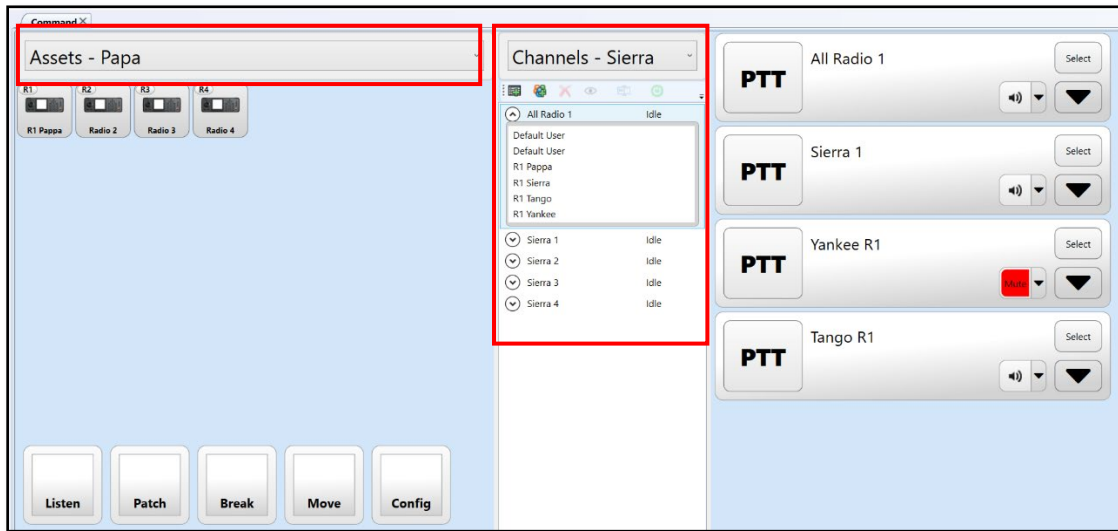 Command X
Assets - Papa
R1 R2 R3 R4
R1 Pappa Radio 2 Radio 3 Radio 4
Listen Patch Break Move Config
Channels - Sierra
All Radio 1 Idle
Default User
Default User
R1 Pappa
R1 Sierra
R1 Tango
R1 Yankee
Sierra 1 Idle
Sierra 2 Idle
Sierra 3 Idle
Sierra 4 Idle
PTT All Radio 1 Select
PTT Sierra 1 Select
PTT Yankee R1 Select
Mute
PTT Tango R1 Select